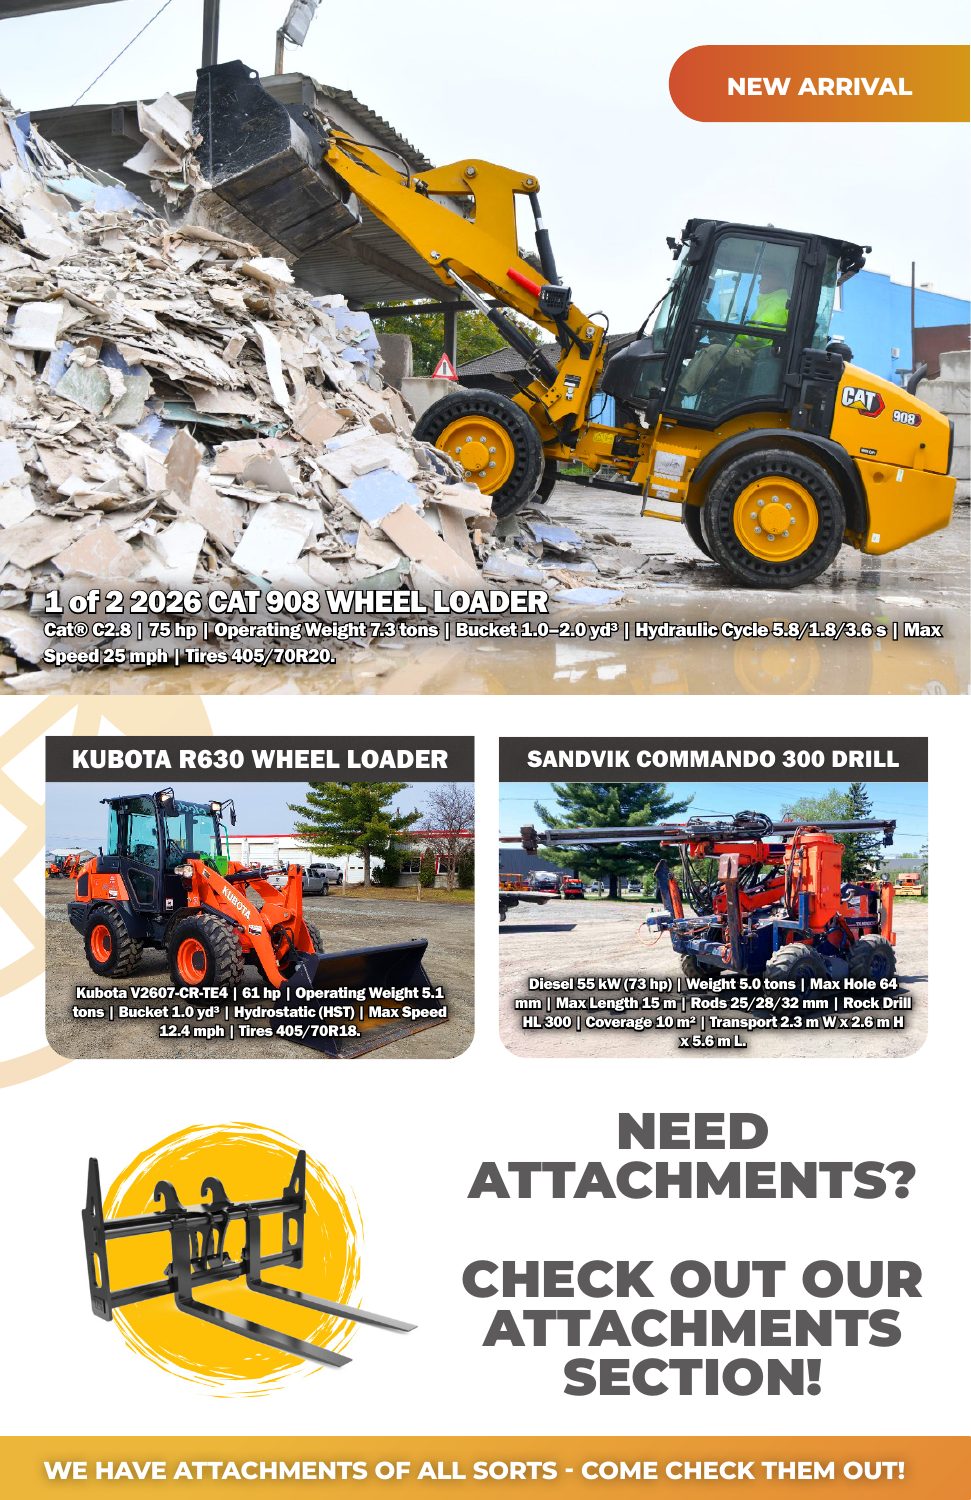 NEW ARRIVAL
CAT
908
1 of 2 2026 CAT 908 WHEEL LOADER
Cat® C2.8 | 75 hp | Operating Weight 7.3 tons | Bucket 1.0–2.0 yd³ | Hydraulic Cycle 5.8/1.8/3.6 s | Max
Speed 25 mph | Tires 405/70R20.
KUBOTA R630 WHEEL LOADER
KUBOTA
Kubota V2607-CR-TE4 | 61 hp | Operating Weight 5.1
tons | Bucket 1.0 yd³ | Hydrostatic (HST) | Max Speed
12.4 mph | Tires 405/70R18.
SANDVIK COMMANDO 300 DRILL
Diesel 55 kW (73 hp) | Weight 5.0 tons | Max Hole 64
mm | Max Length 15 m | Rods 25/28/32 mm | Rock Drill
HL 300 | Coverage 10 m² | Transport 2.3 m W x 2.6 m H
x 5.6 m L.
NEED
ATTACHMENTS?
CHECK OUT OUR
ATTACHMENTS
SECTION!
WE HAVE ATTACHMENTS OF ALL SORTS - COME CHECK THEM OUT!